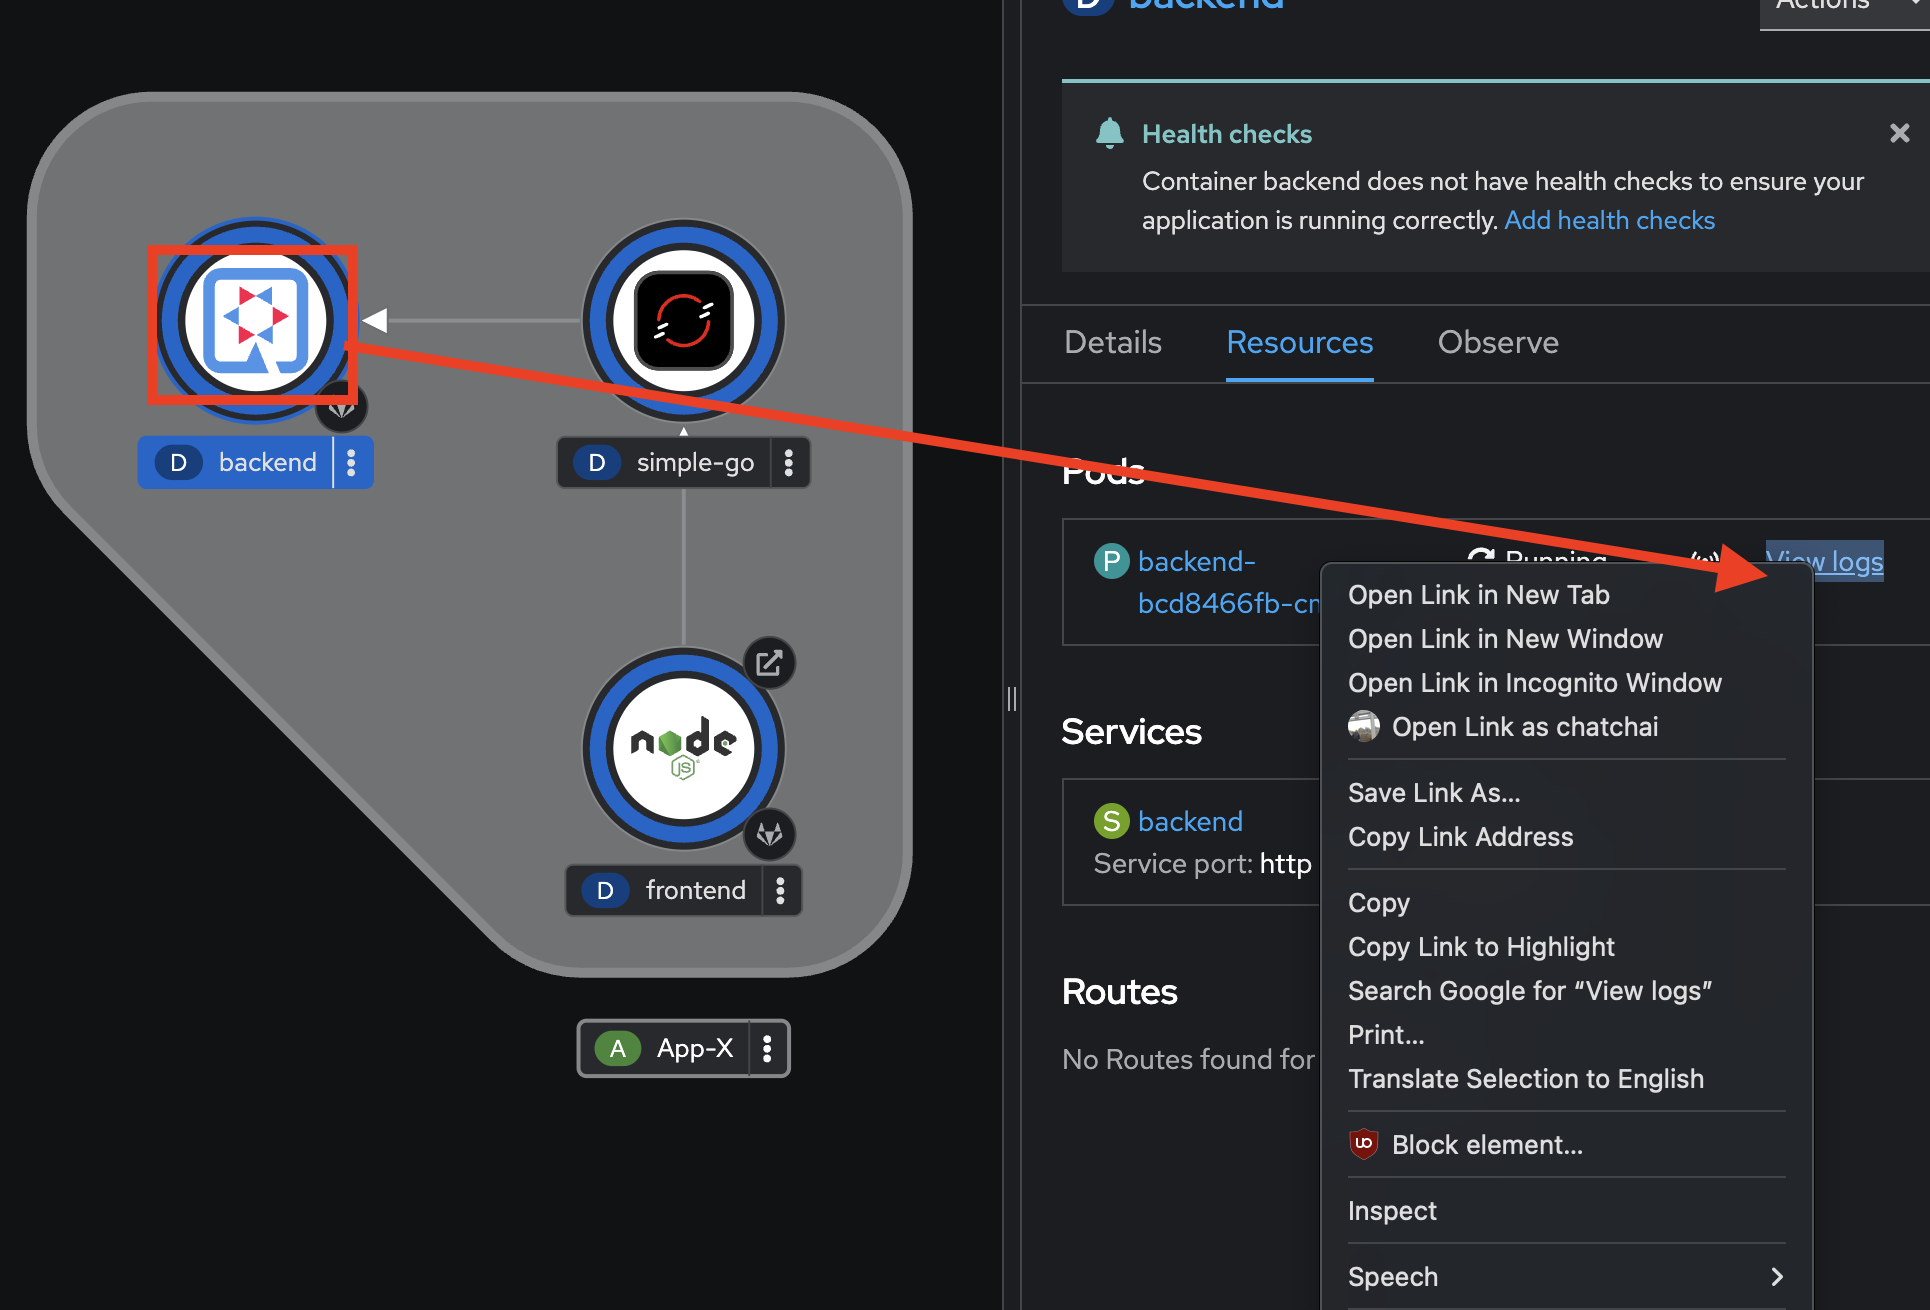 D backend
Actions
Health checks
Container backend does not have health checks to ensure your
application is running correctly. Add health checks
Details
Resources
Observe
D backend
D simple-go
node
JS
D frontend
A App-X
Pods
P backend-
bcd8466fb-cm
Running
View logs
Services
S backend
Service port: http
Routes
No Routes found for
Open Link in New Tab
Open Link in New Window
Open Link in Incognito Window
Open Link as chatchai
Save Link As...
Copy Link Address
Copy
Copy Link to Highlight
Search Google for “View logs”
Print...
Translate Selection to English
UO Block element...
Inspect
Speech